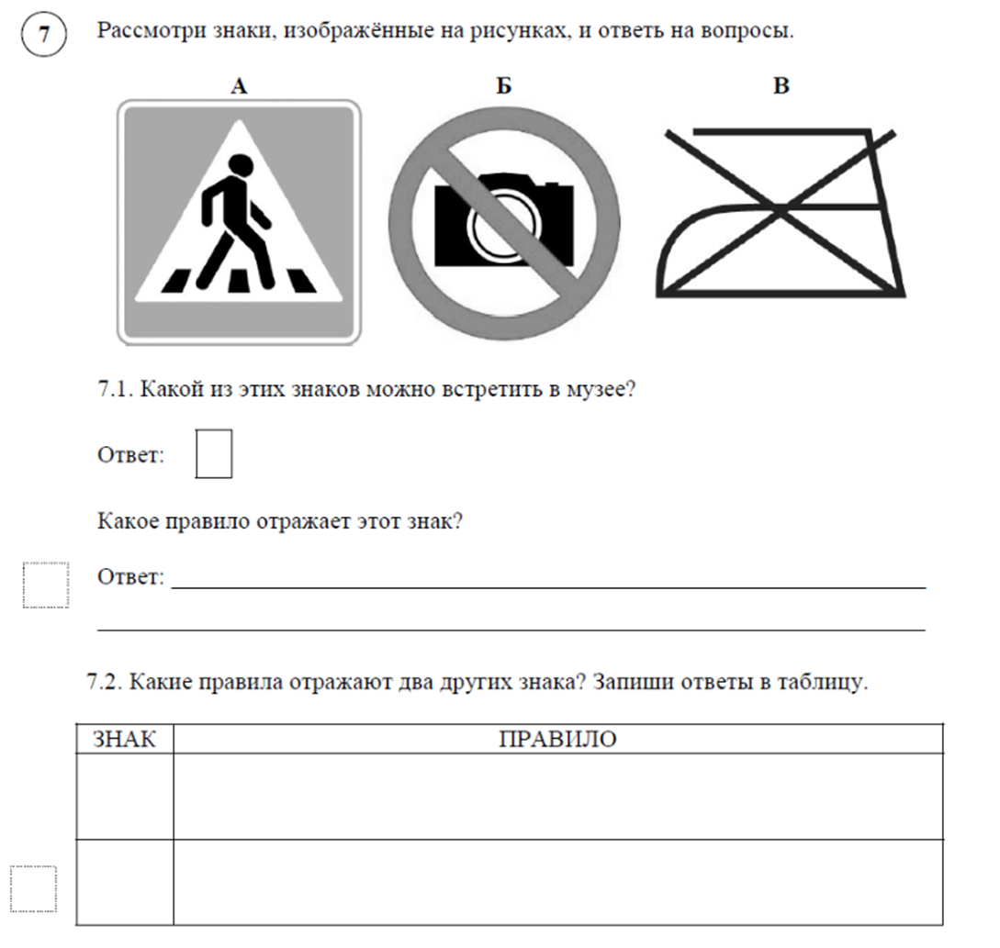 7
Рассмотри знаки, изображённые на рисунках, и ответь на вопросы.
А Б В
7.1. Какой из этих знаков можно встретить в музее?
Ответ:
Какое правило отражает этот знак?
Ответ:
7.2. Какие правила отражают два других знака? Запиши ответы в таблицу.
ЗНАК ПРАВИЛО